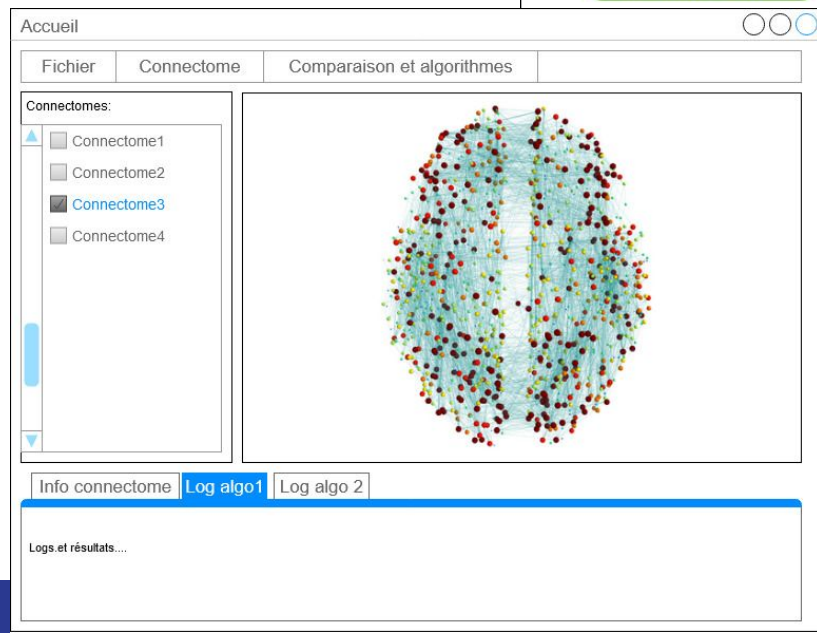 Accueil
Fichier Connectome Comparaison et algorithmes
Connectomes:
Connectome1
Connectome2
Connectome3
Connectome4
Info connectome Log algo1 Log algo 2
Logs.et résultats....